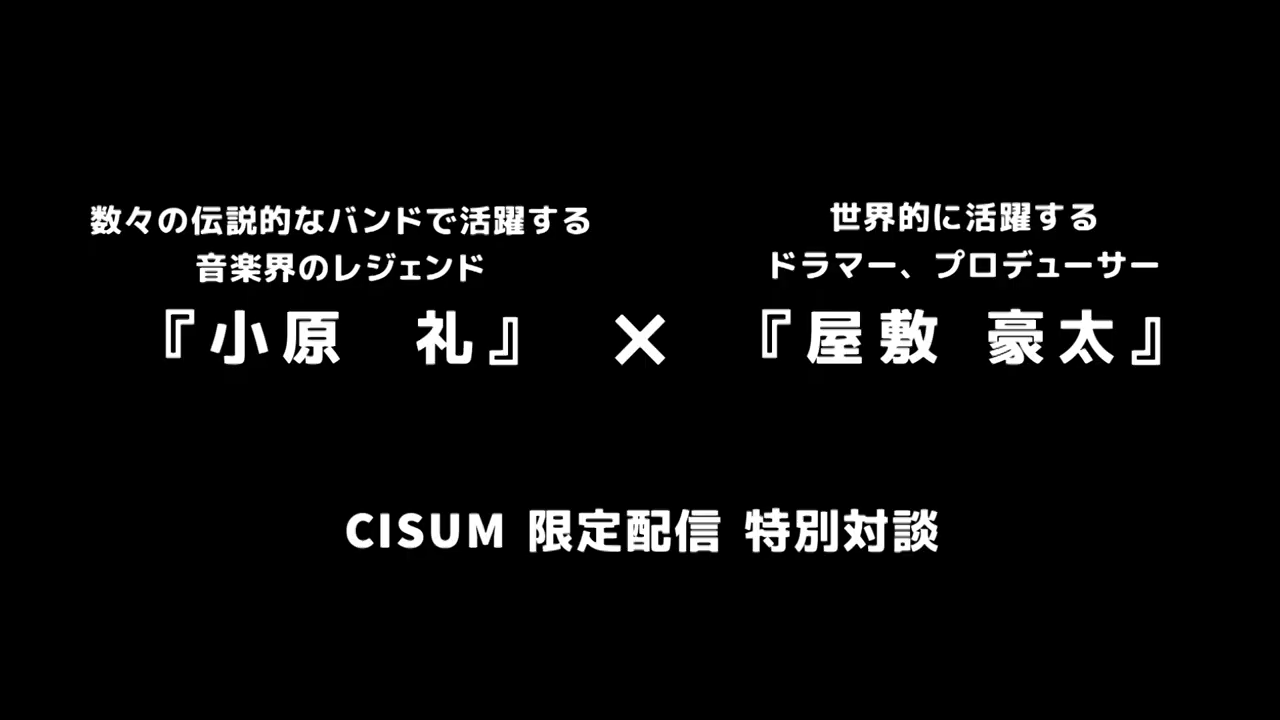 数々の伝説的なバンドで活躍する
音楽界のレジェンド
『小原　礼』
×
世界的に活躍する
ドラマー、プロデューサー
『屋敷 豪太』
CISUM 限定配信 特別対談